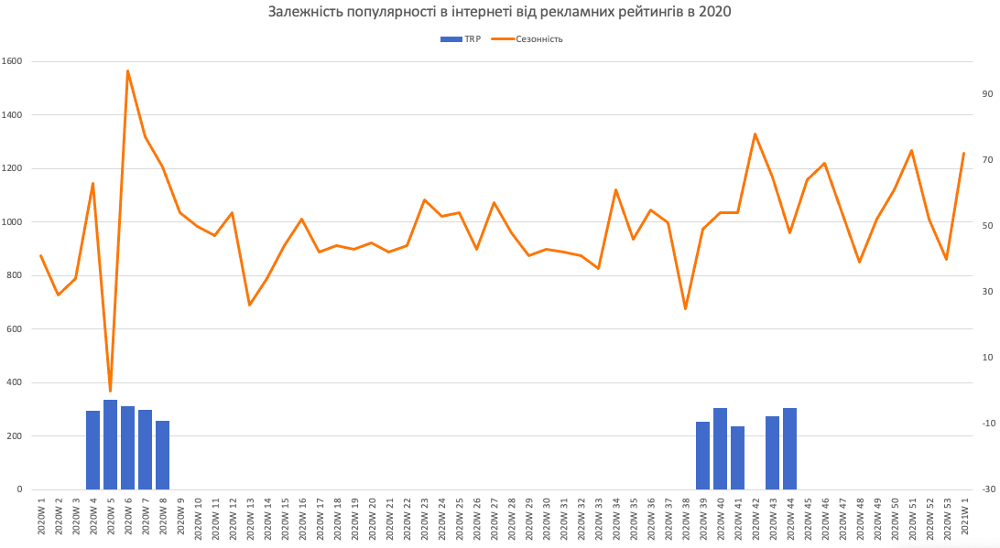 Залежність популярності в інтернеті від рекламних рейтингів в 2020
TRP Сезонність
1600
1400
1200
1000
800
600
400
200
0
90
70
50
30
10
-10
-30
2020W 1
2020W 2
2020W 3
2020W 4
2020W 5
2020W 6
2020W 7
2020W 8
2020W 9
2020W 10
2020W 11
2020W 12
2020W 13
2020W 14
2020W 15
2020W 16
2020W 17
2020W 18
2020W 19
2020W 20
2020W 21
2020W 22
2020W 23
2020W 24
2020W 25
2020W 26
2020W 27
2020W 28
2020W 29
2020W 30
2020W 31
2020W 32
2020W 33
2020W 34
2020W 35
2020W 36
2020W 37
2020W 38
2020W 39
2020W 40
2020W 41
2020W 42
2020W 43
2020W 44
2020W 45
2020W 46
2020W 47
2020W 48
2020W 49
2020W 50
2020W 51
2020W 52
2020W 53
2021W 1